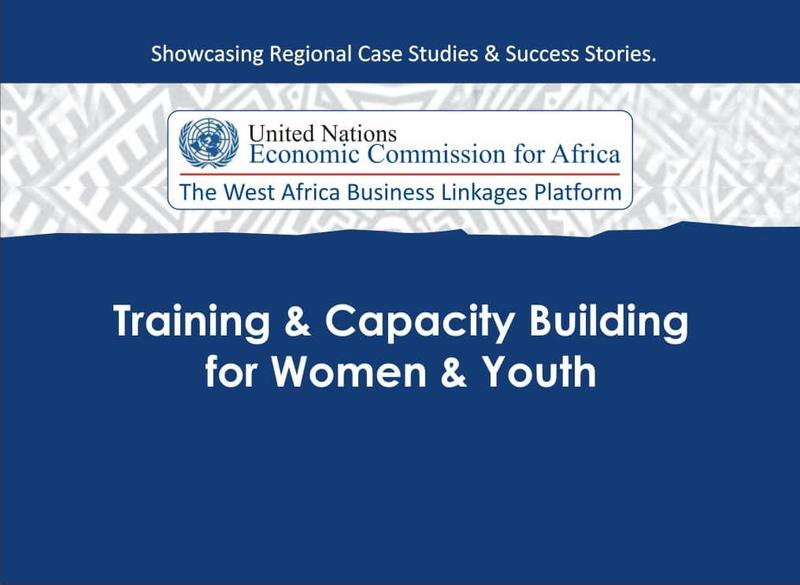 Showcasing Regional Case Studies & Success Stories.
United Nations
Economic Commission for Africa
The West Africa Business Linkages Platform
Training & Capacity Building
for Women & Youth